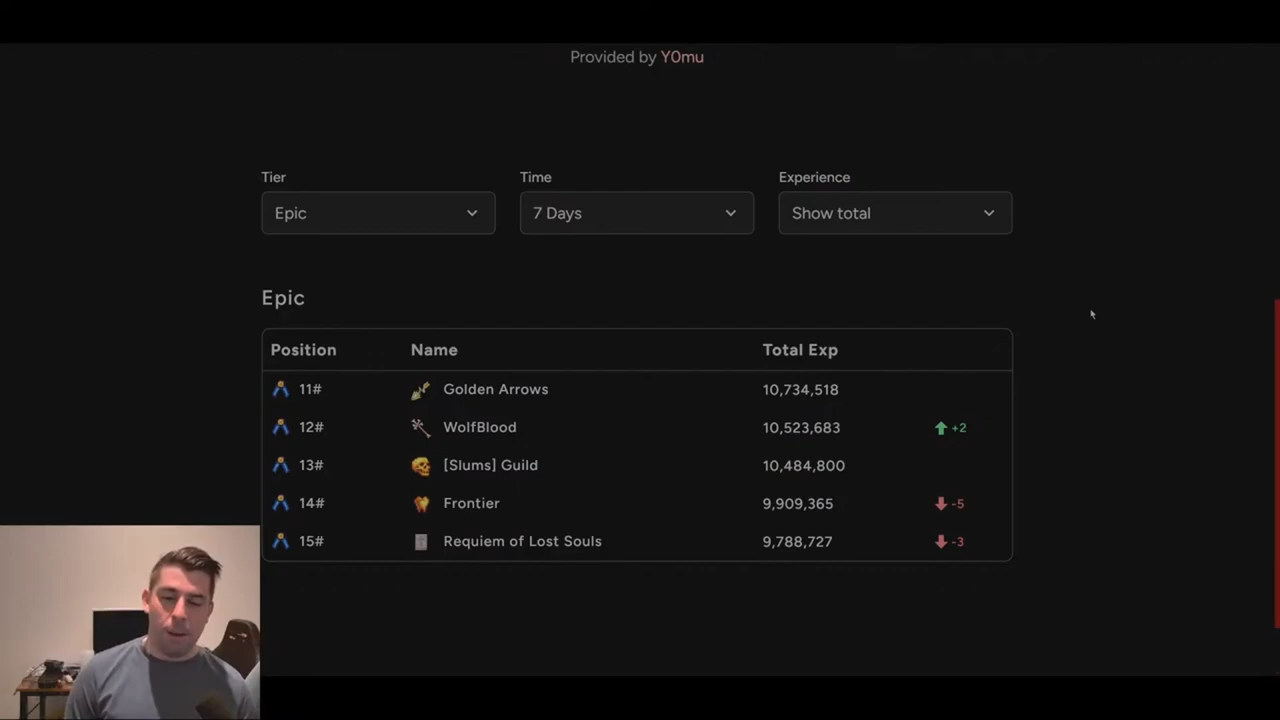 Provided by Y0mu
Tier Time Experience
Epic 7 Days Show total
Epic
Position Name Total Exp
11# Golden Arrows 10,734,518
12# WolfBlood 10,523,683 +2
13# [Slums] Guild 10,484,800
14# Frontier 9,909,365 -5
15# Requiem of Lost Souls 9,788,727 -3